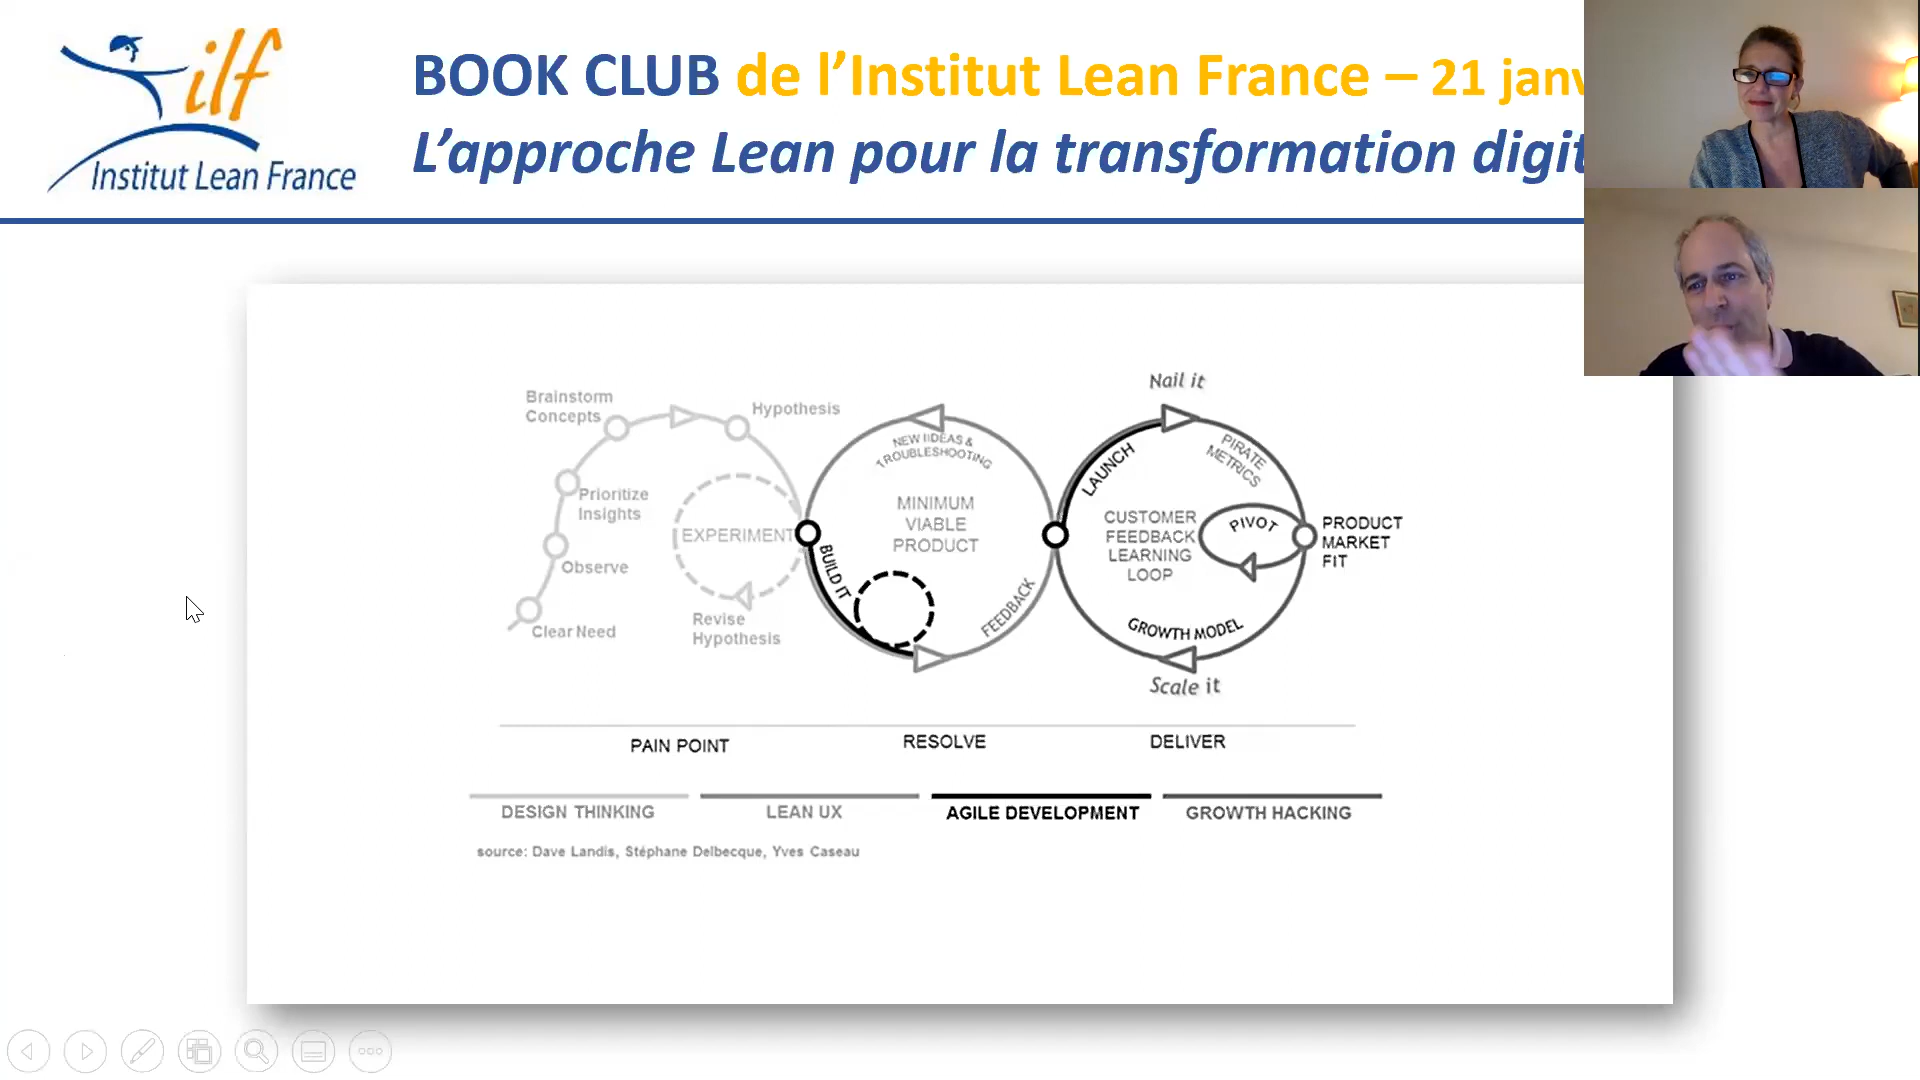 ilf
Institut Lean France
BOOK CLUB de l’Institut Lean France – 21 janv
L’approche Lean pour la transformation digit
Nail it
Brainstorm
Concepts
Hypothesis
NEW IIDEAS &
TROUBLESHOOTING
LAUNCH
PIRATE
METRICS
Prioritize
Insights
EXPERIMENT
MINIMUM
VIABLE
PRODUCT
CUSTOMER
FEEDBACK
LEARNING
LOOP
PIVOT
PRODUCT
MARKET
FIT
Observe
BUILD IT
FEEDBACK
Clear Need
Revise
Hypothesis
GROWTH MODEL
Scale it
PAIN POINT
RESOLVE
DELIVER
DESIGN THINKING
LEAN UX
AGILE DEVELOPMENT
GROWTH HACKING
source: Dave Landis, Stéphane Delbecque, Yves Caseau